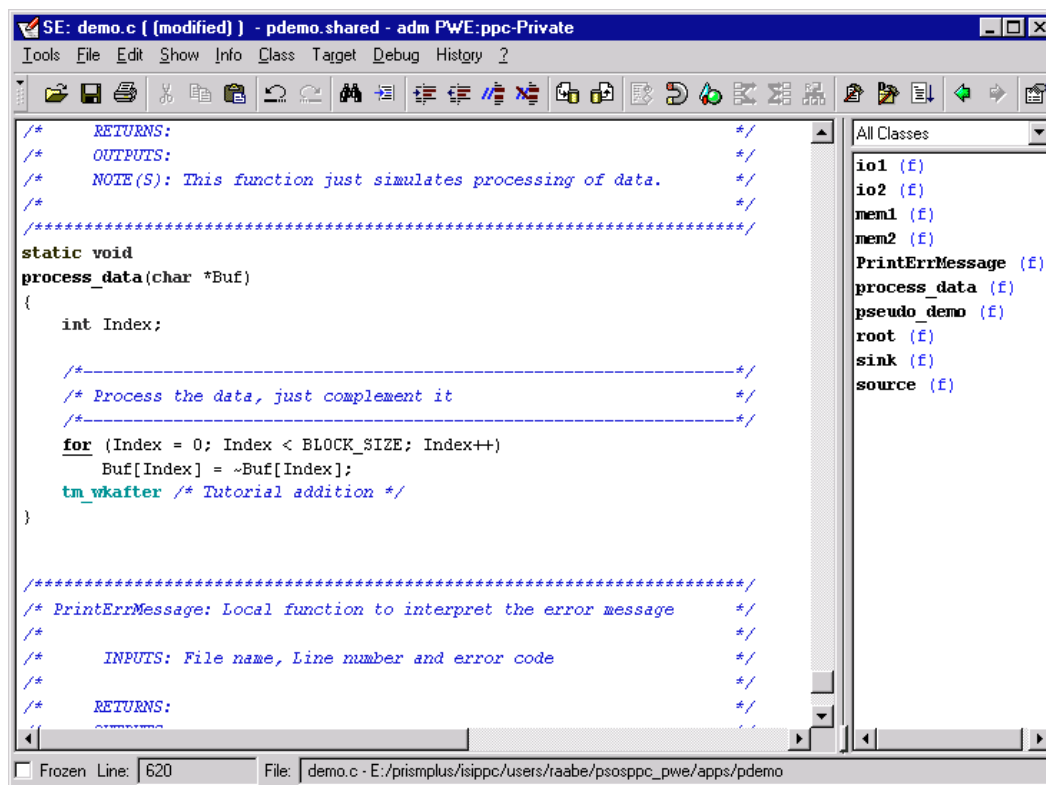 SE: demo.c ( (modified) ) - pdemo.shared - adm PWE:ppc-Private
Tools File Edit Show Info Class Target Debug History ?
/* RETURNS: */
/* OUTPUTS: */
/* NOTE(S): This function just simulates processing of data. */
/* */
/***********************************************************************/
static void
process_data(char *Buf)
{
int Index;
/*-----------------------------------------------------------------*/
/* Process the data, just complement it */
/*-----------------------------------------------------------------*/
for (Index = 0; Index < BLOCK_SIZE; Index++)
Buf[Index] = ~Buf[Index];
tm_wkafter /* Tutorial addition */
}
/***********************************************************************/
/* PrintErrMessage: Local function to interpret the error message */
/* */
/* INPUTS: File name, Line number and error code */
/* */
/* RETURNS: */
All Classes
io1 (f)
io2 (f)
mem1 (f)
mem2 (f)
PrintErrMessage (f)
process_data (f)
pseudo_demo (f)
root (f)
sink (f)
source (f)
Frozen Line: 620 File: demo.c - E:/prismplus/isippc/users/raabe/psosppc_pwe/apps/pdemo